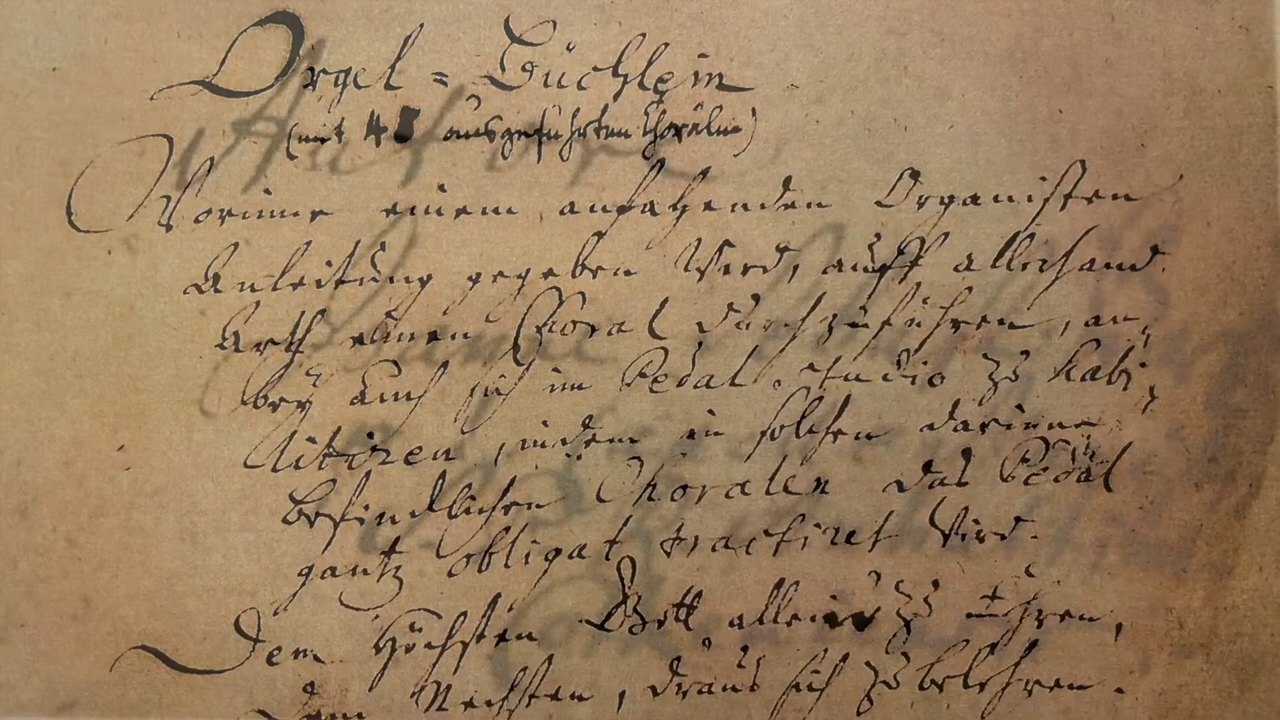 Orgel = Büchlein
(mit 48 ausgeführten Chorälen)
Worinne einem anfahenden Organisten
Anleitung gegeben wird, auff allerhand
Arth einen Choral durchzuführen, an-
bey auch sich im Pedal studio zu habi-
litiren, indem in solchen darinne
befindlichen Choralen das Pedal
gantz obligat tractiret wird.
Dem Höchsten Gott allein zu Ehren,
Dem Nechsten, draus sich zu belehren.